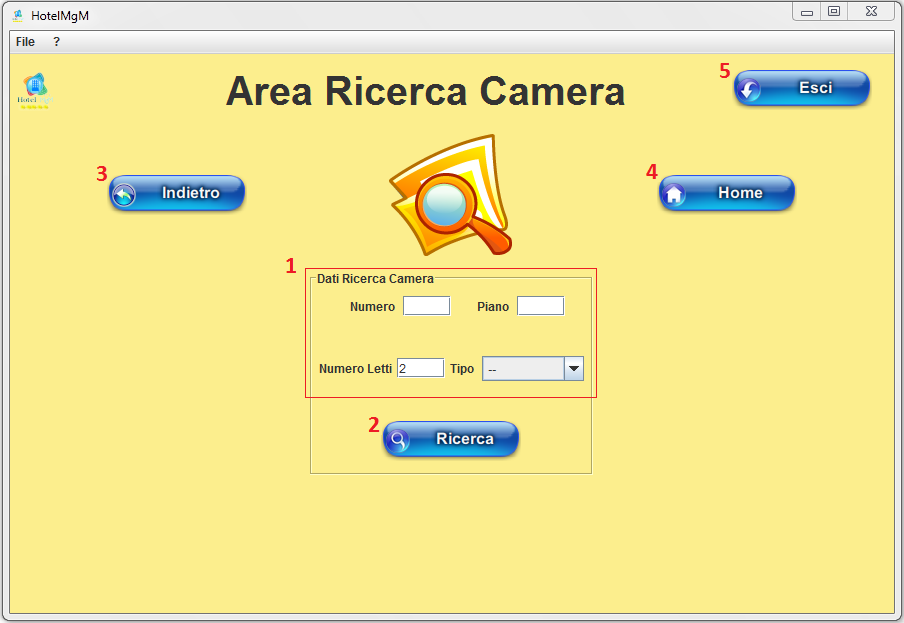 HotelMgM
File ?
Hotel
Area Ricerca Camera
5 Esci
3 Indietro
4 Home
1
Dati Ricerca Camera
Numero Piano
Numero Letti 2 Tipo --
2 Ricerca